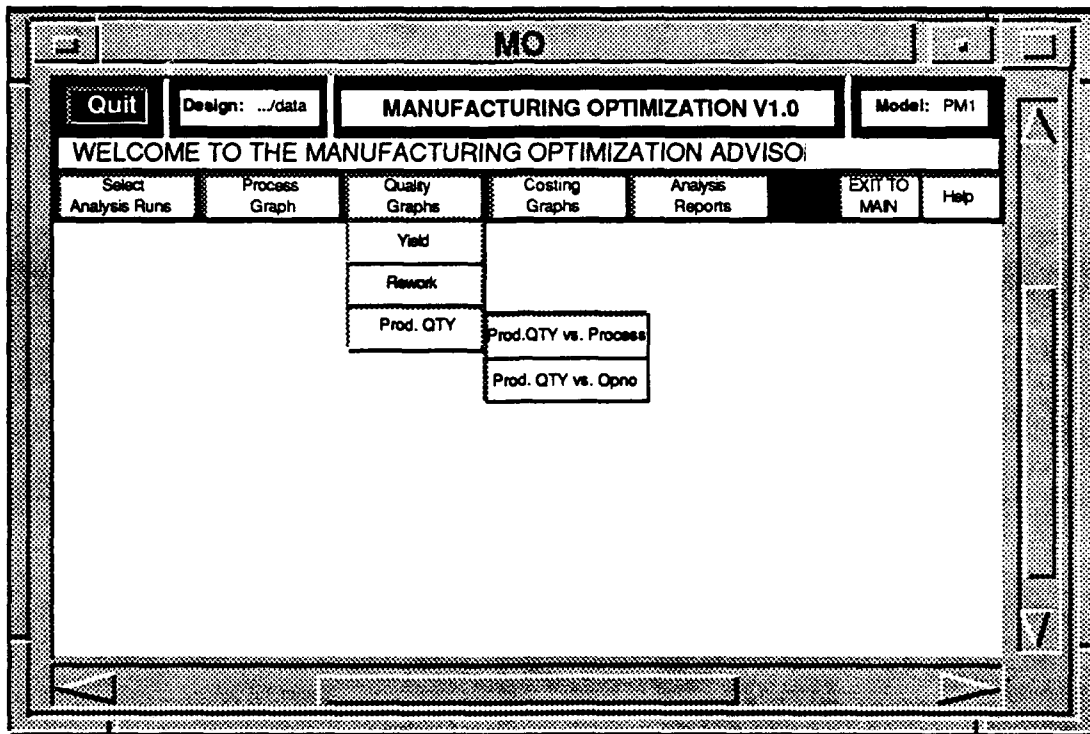 MO
Quit
Design: .../data
MANUFACTURING OPTIMIZATION V1.0
Model: PM1
WELCOME TO THE MANUFACTURING OPTIMIZATION ADVISO
Select
Analysis Runs
Process
Graph
Quality
Graphs
Costing
Graphs
Analysis
Reports
EXIT TO
MAIN
Help
Yield
Rework
Prod. QTY
Prod.QTY vs. Process
Prod. QTY vs. Opno